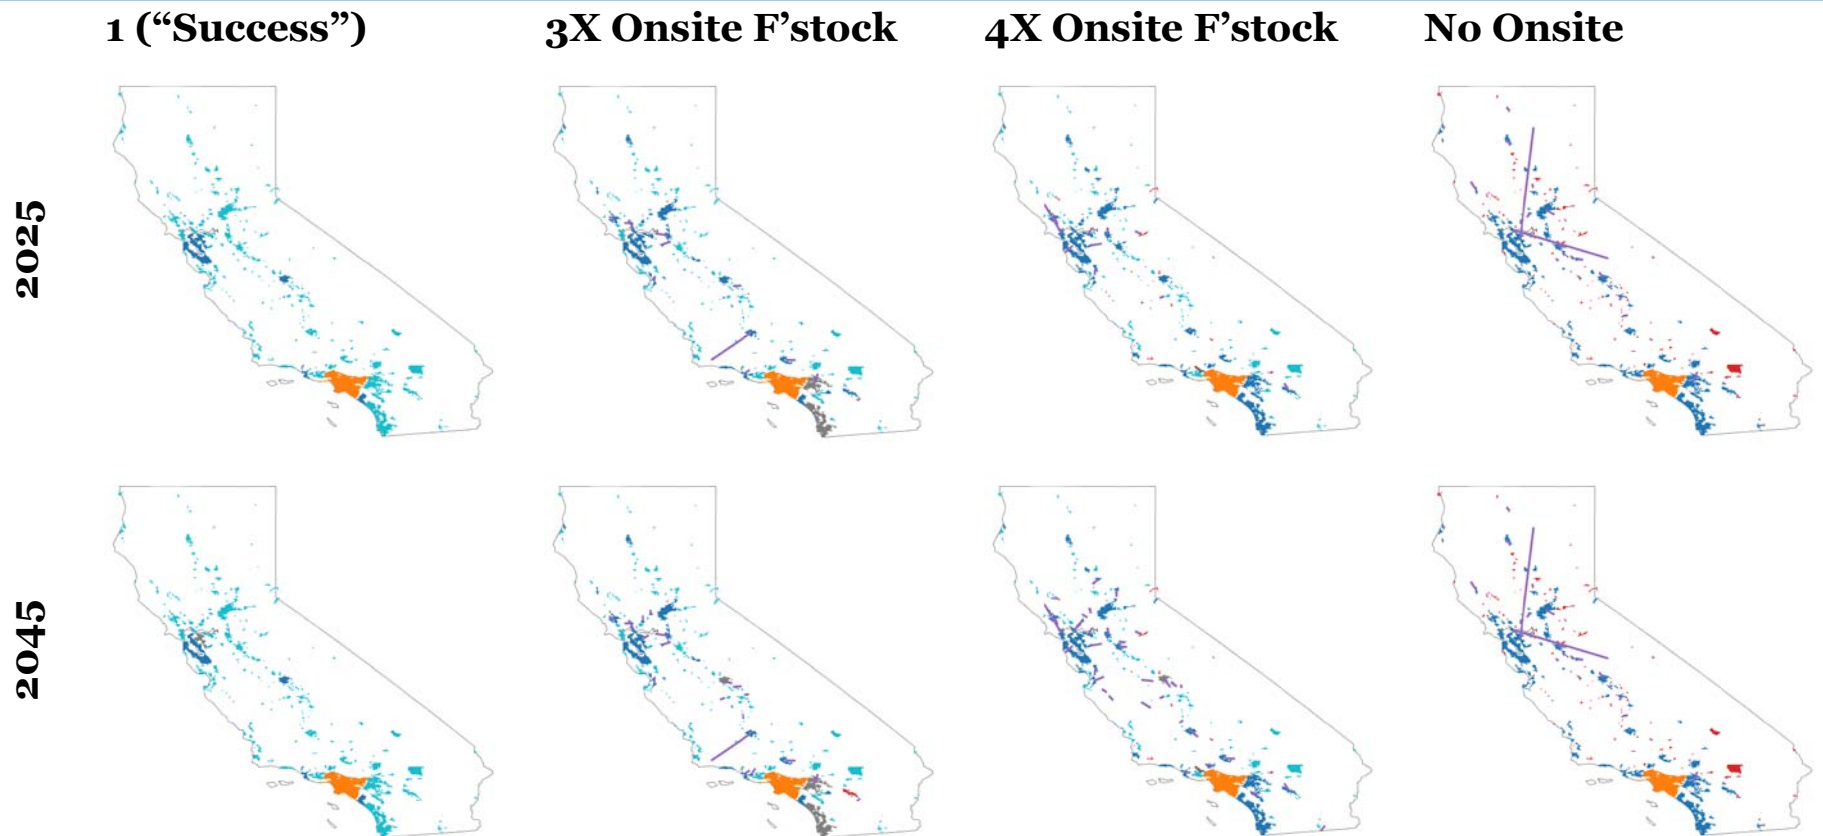 1 (“Success”) 3X Onsite F’stock 4X Onsite F’stock No Onsite
2025
2045